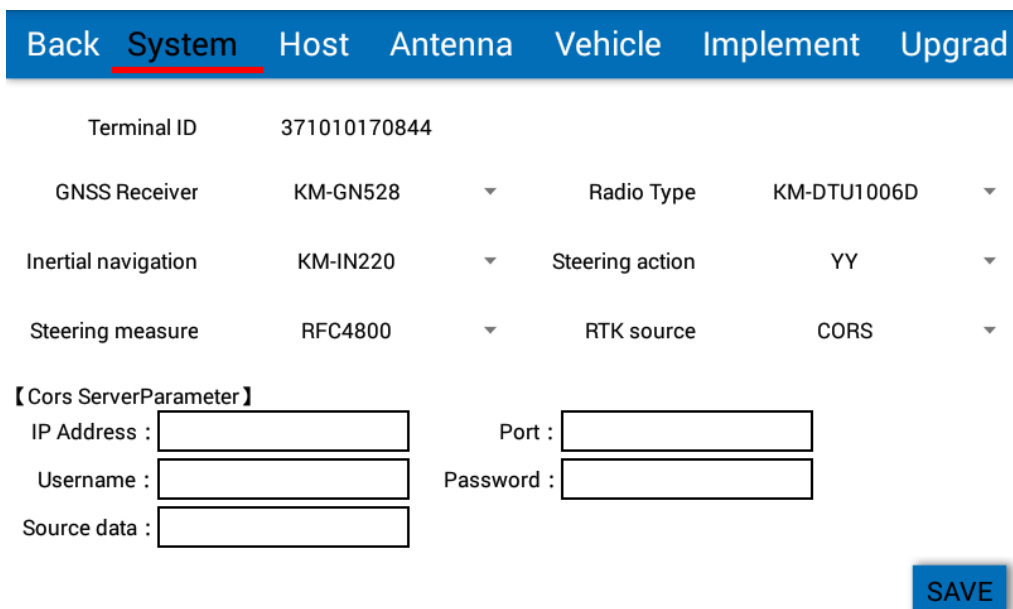 Back System Host Antenna Vehicle Implement Upgrad
Terminal ID 371010170844
GNSS Receiver KM-GN528 Radio Type KM-DTU1006D
Inertial navigation KM-IN220 Steering action YY
Steering measure RFC4800 RTK source CORS
【Cors ServerParameter】
IP Address : Port :
Username : Password :
Source data :
SAVE